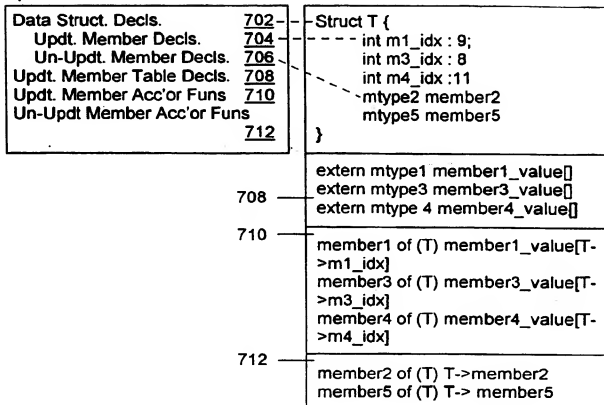 Data Struct. Decls. 702
Updt. Member Decls. 704
Un-Updt. Member Decls. 706
Updt. Member Table Decls. 708
Updt. Member Acc'or Funs 710
Un-Updt Member Acc'or Funs
712
Struct T {
int m1_idx : 9;
int m3_idx : 8
int m4_idx :11
mtype2 member2
mtype5 member5
}
708
extern mtype1 member1_value[]
extern mtype3 member3_value[]
extern mtype 4 member4_value[]
710
member1 of (T) member1_value[T-
>m1_idx]
member3 of (T) member3_value[T-
>m3_idx]
member4 of (T) member4_value[T-
>m4_idx]
712
member2 of (T) T->member2
member5 of (T) T-> member5